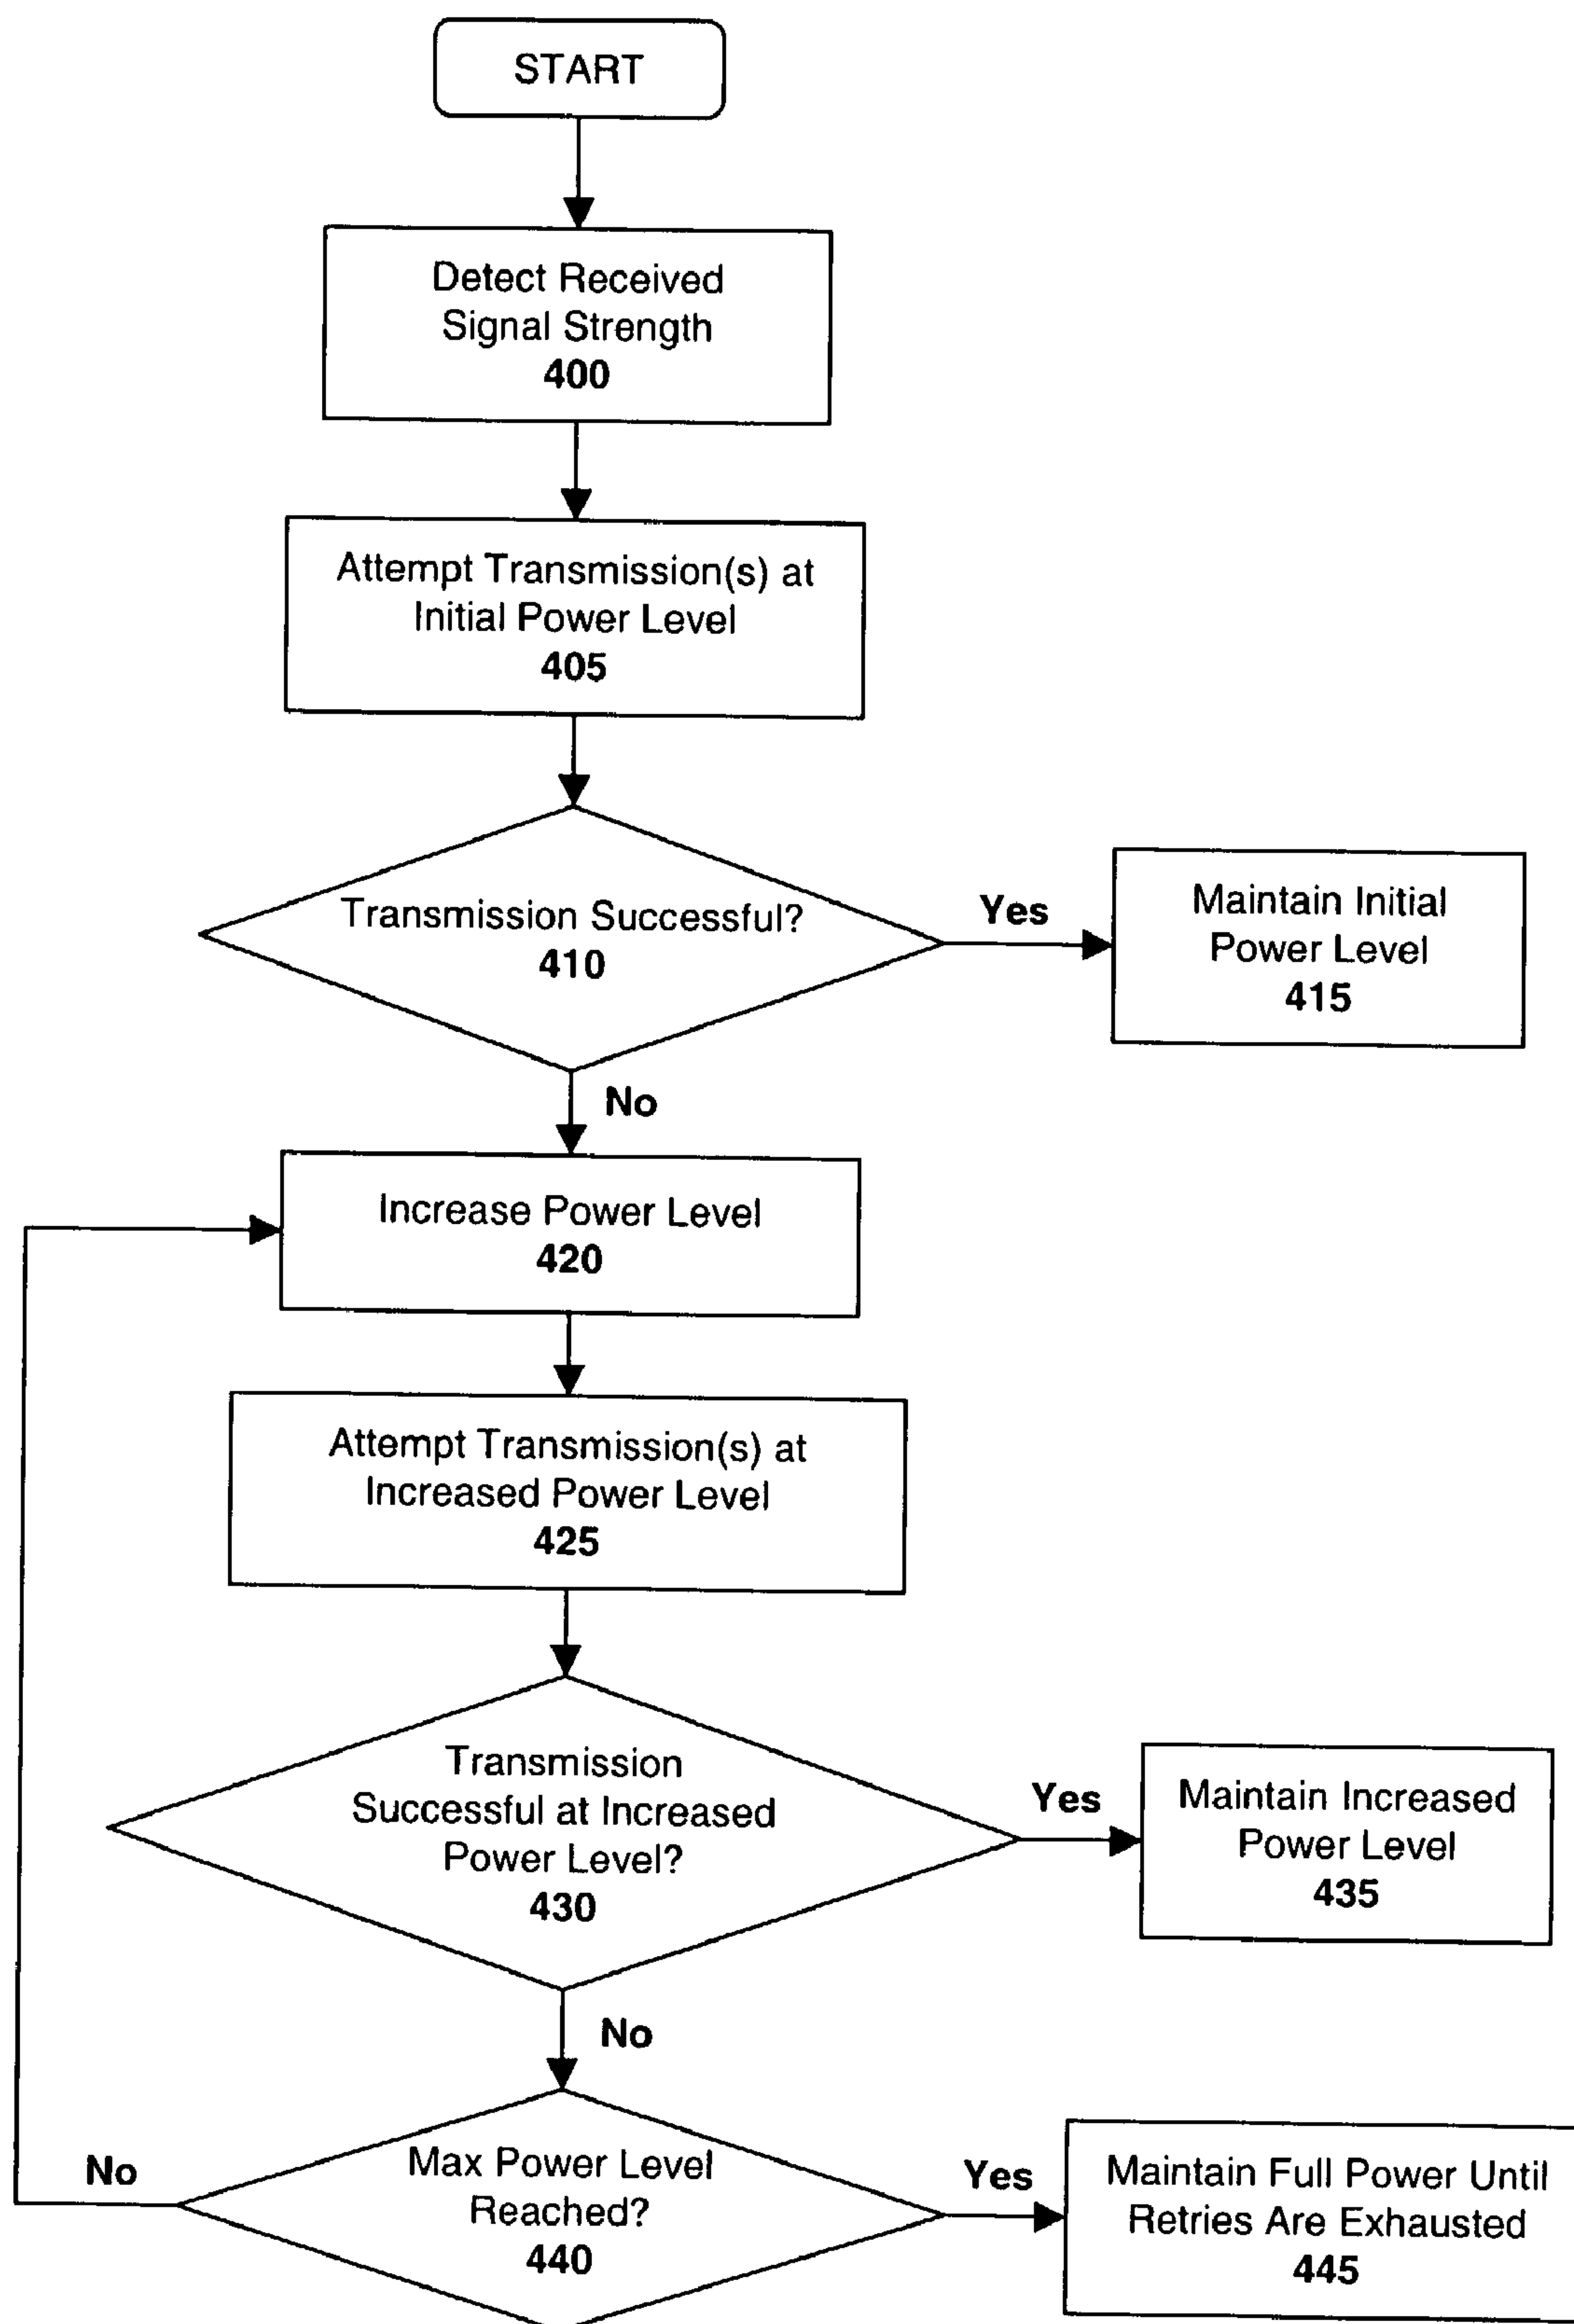 START
Detect Received
Signal Strength
400
Attempt Transmission(s) at
Initial Power Level
405
Transmission Successful?
410
Yes
Maintain Initial
Power Level
415
No
Increase Power Level
420
Attempt Transmission(s) at
Increased Power Level
425
Transmission
Successful at Increased
Power Level?
430
Yes
Maintain Increased
Power Level
435
No
Max Power Level
Reached?
440
No
Yes
Maintain Full Power Until
Retries Are Exhausted
445